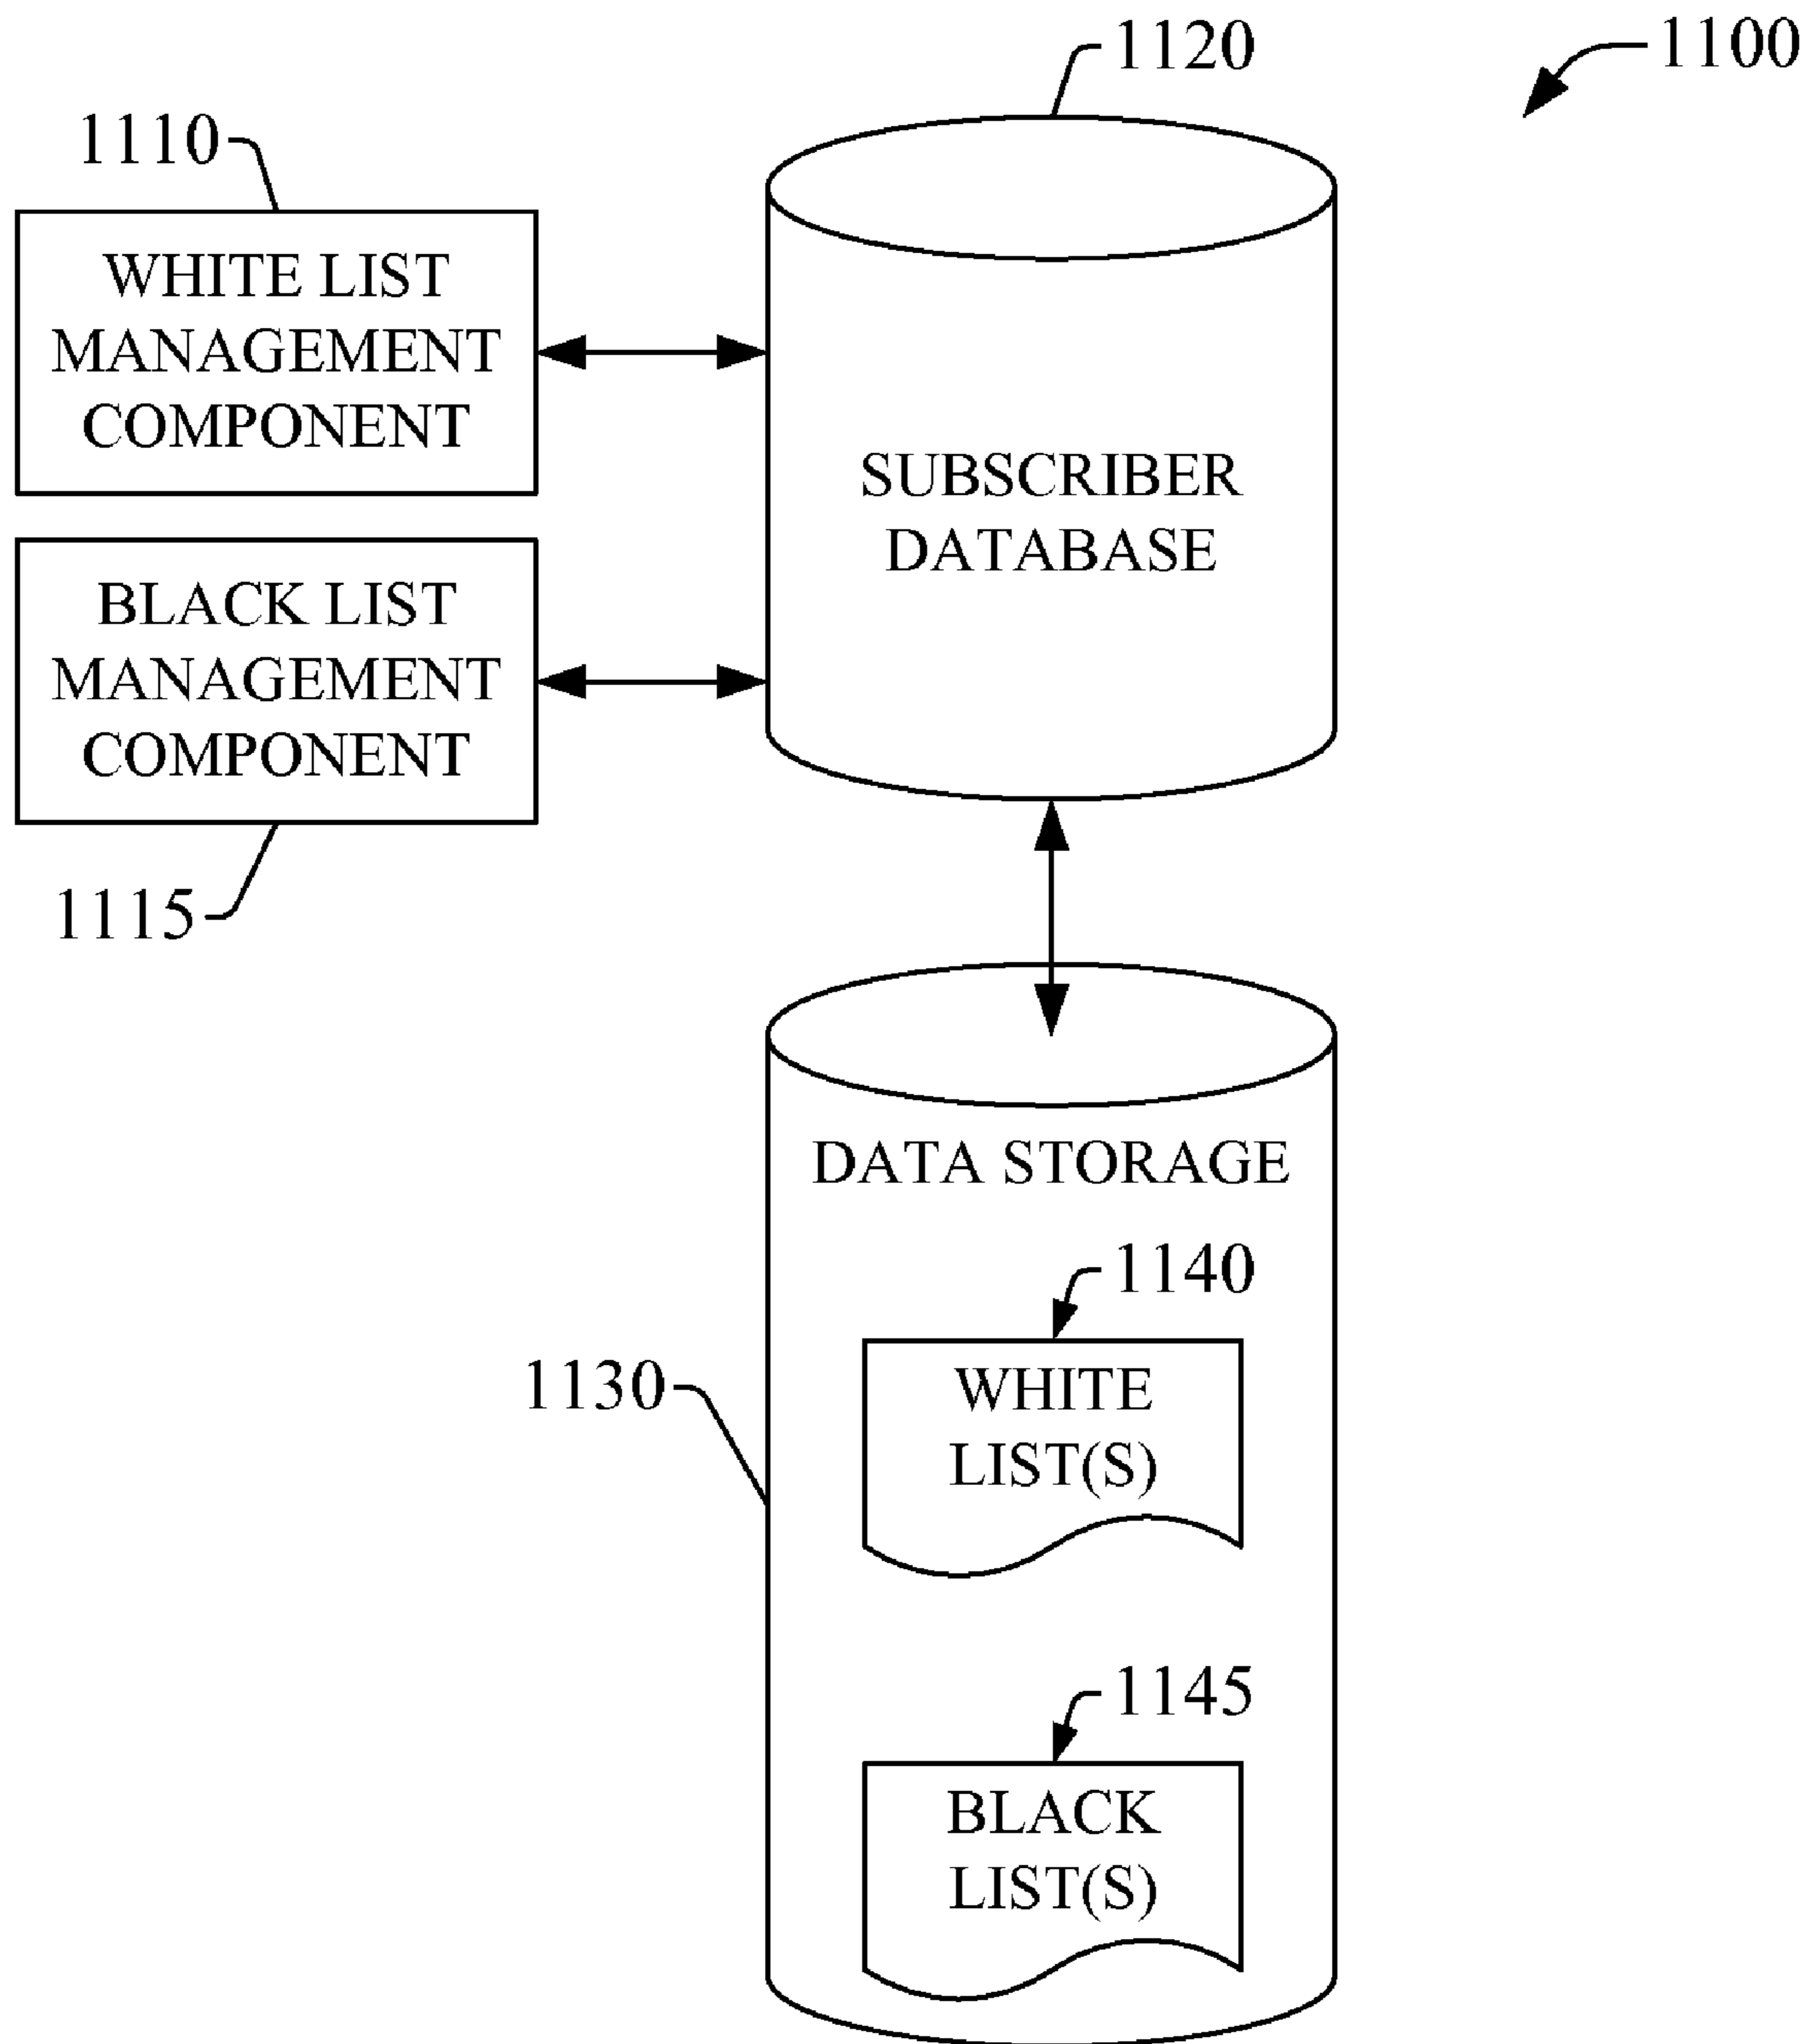 1100
1120
1110
WHITE LIST
MANAGEMENT
COMPONENT
SUBSCRIBER
DATABASE
BLACK LIST
MANAGEMENT
COMPONENT
1115
DATA STORAGE
1140
1130
WHITE
LIST(S)
1145
BLACK
LIST(S)